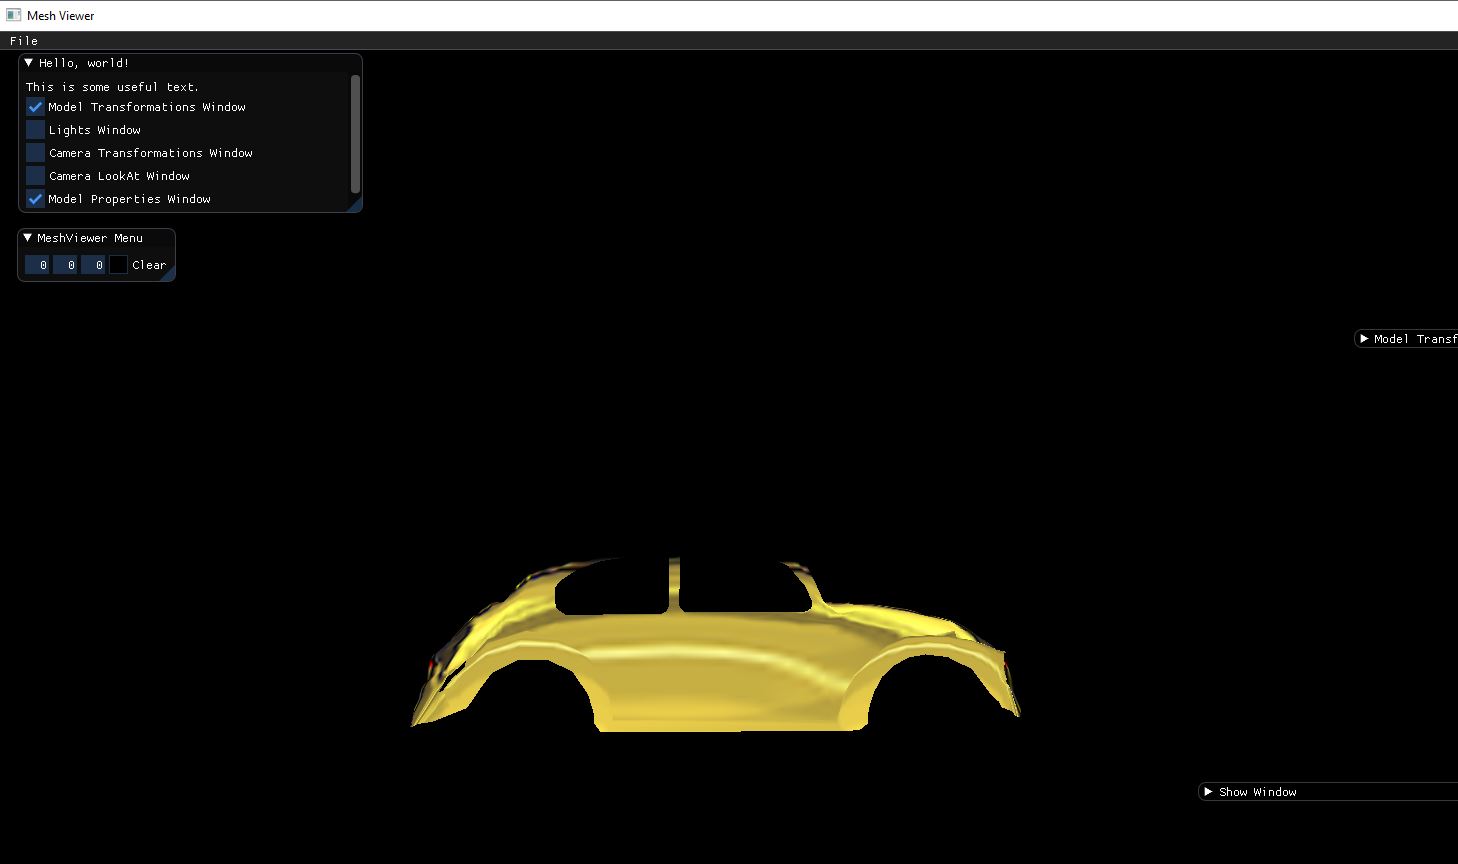 Mesh Viewer
File
Hello, world!
This is some useful text.
Model Transformations Window
Lights Window
Camera Transformations Window
Camera LookAt Window
Model Properties Window
MeshViewer Menu
0 0 0 Clear
Model Transf
Show Window